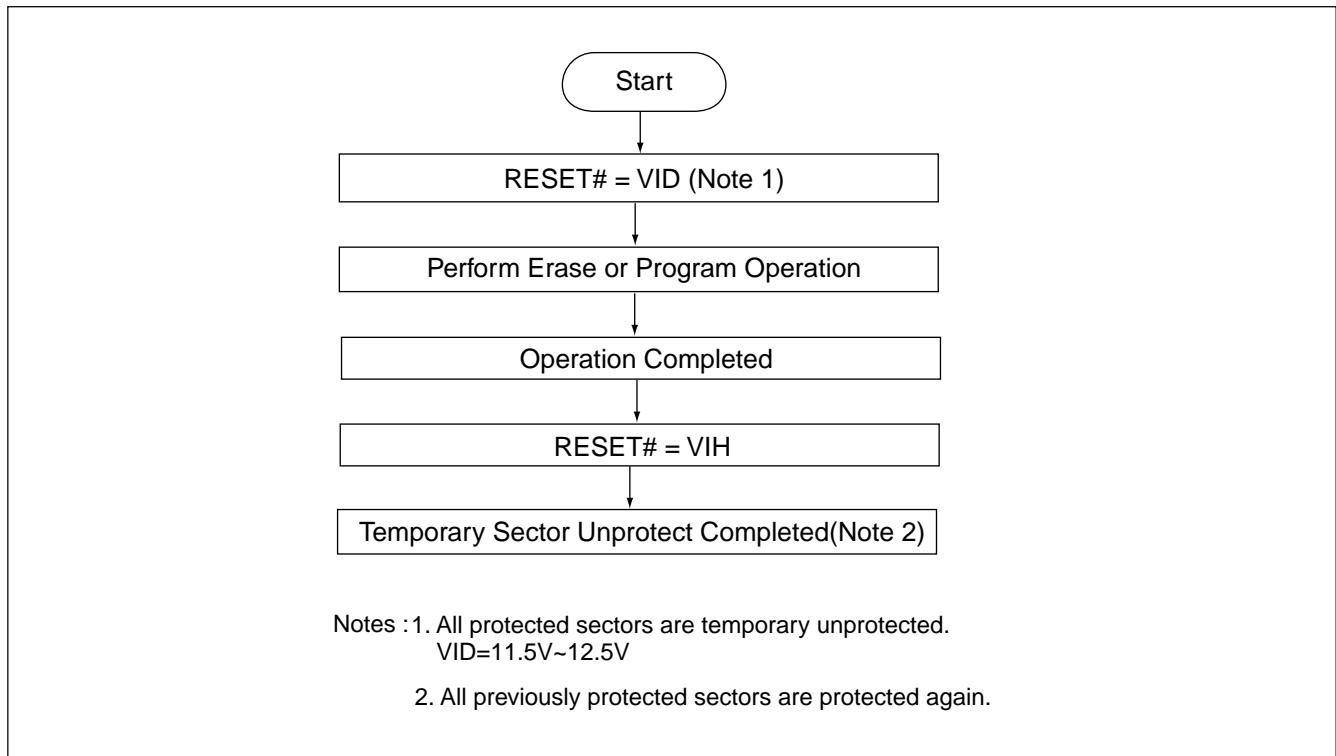 Start
RESET# = VID (Note 1)
Perform Erase or Program Operation
Operation Completed
RESET# = VIH
Temporary Sector Unprotect Completed(Note 2)
Notes : 1. All protected sectors are temporary unprotected.
VID=11.5V~12.5V
2. All previously protected sectors are protected again.